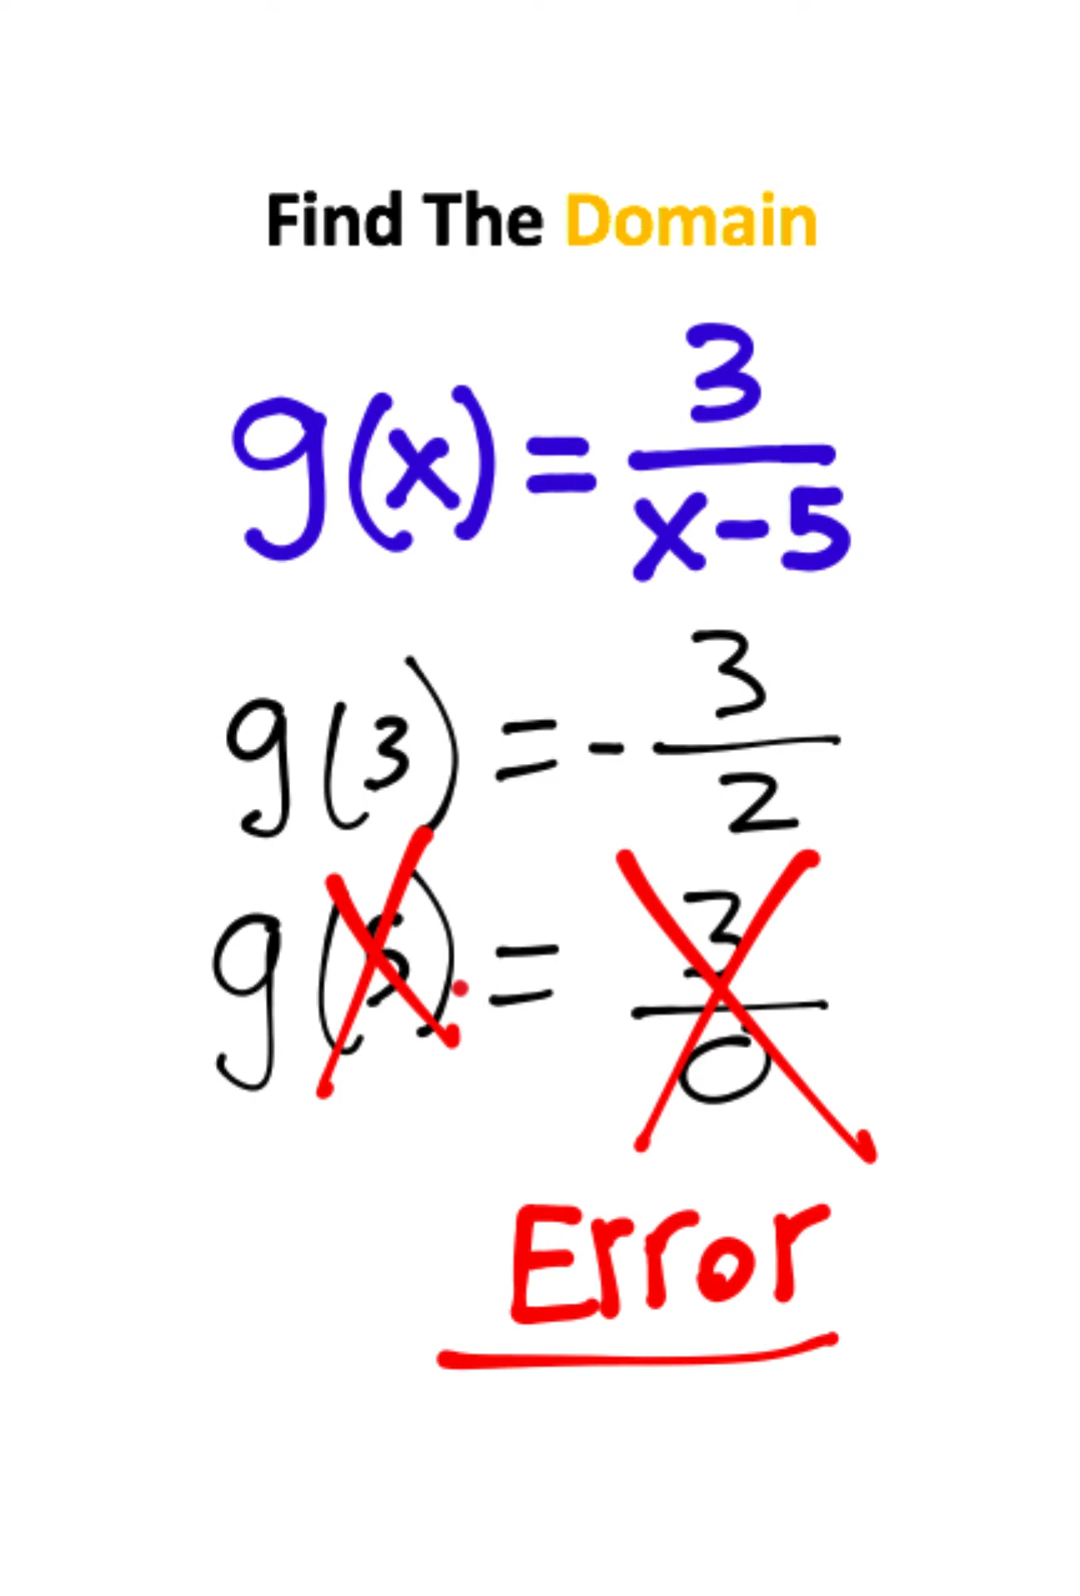 Find The Domain
g(x) = 3/(x-5)
g(3) = - 3/2
g(5) = 3/0
Error